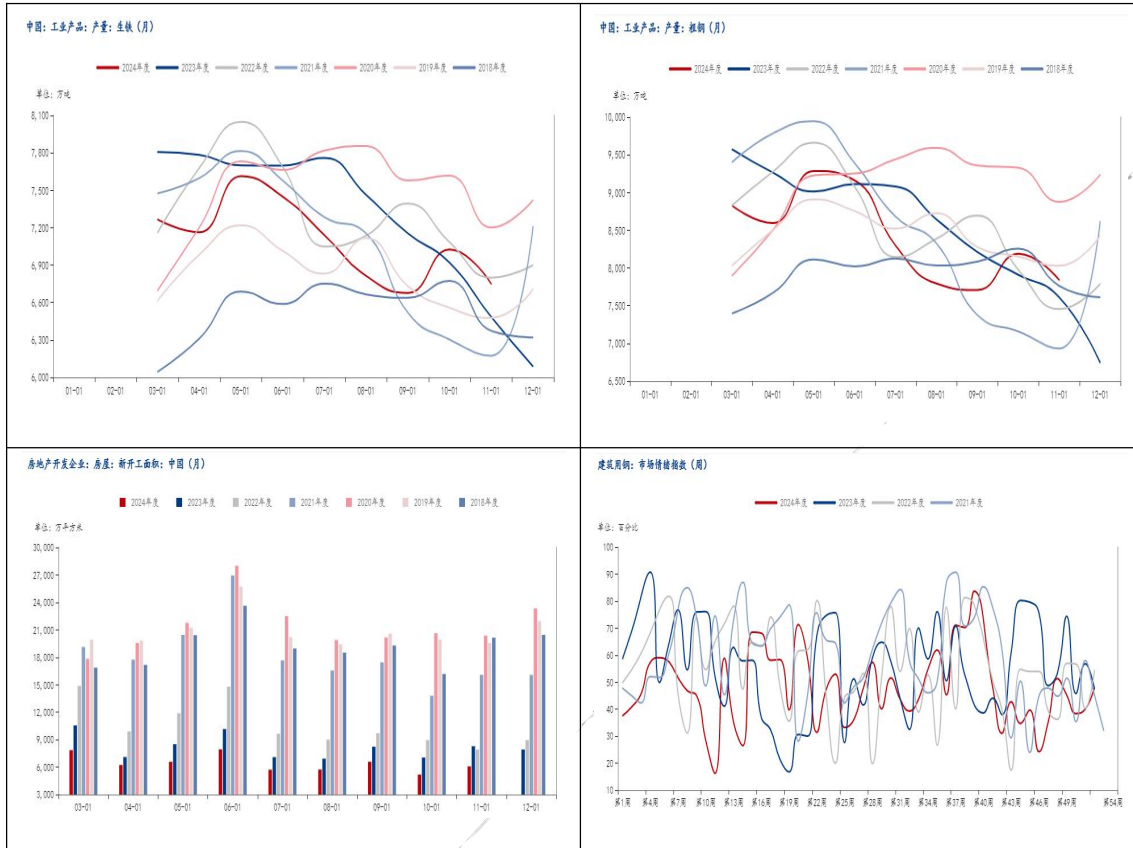 中国：工业产品：产量：生铁（月）
2024年度 2023年度 2022年度 2021年度 2020年度 2019年度 2018年度
单位：万吨
8,100
7,800
7,500
7,200
6,900
6,600
6,300
6,000
01-01 02-01 03-01 04-01 05-01 06-01 07-01 08-01 09-01 10-01 11-01 12-01
中国：工业产品：产量：粗钢（月）
2024年度 2023年度 2022年度 2021年度 2020年度 2019年度 2018年度
单位：万吨
10,000
9,500
9,000
8,500
8,000
7,500
7,000
6,500
01-01 02-01 03-01 04-01 05-01 06-01 07-01 08-01 09-01 10-01 11-01 12-01
房地产开发企业：房屋：新开工面积：中国（月）
2024年度 2023年度 2022年度 2021年度 2020年度 2019年度 2018年度
单位：万平方米
30,000
27,000
24,000
21,000
18,000
15,000
12,000
9,000
6,000
3,000
03-01 04-01 05-01 06-01 07-01 08-01 09-01 10-01 11-01 12-01
建筑用钢：市场情绪指数（周）
2024年度 2023年度 2022年度 2021年度
单位：百分比
100
90
80
70
60
50
40
30
20
10
第1周 第4周 第7周 第10周 第13周 第16周 第19周 第22周 第25周 第28周 第31周 第34周 第37周 第40周 第43周 第46周 第49周 第54周